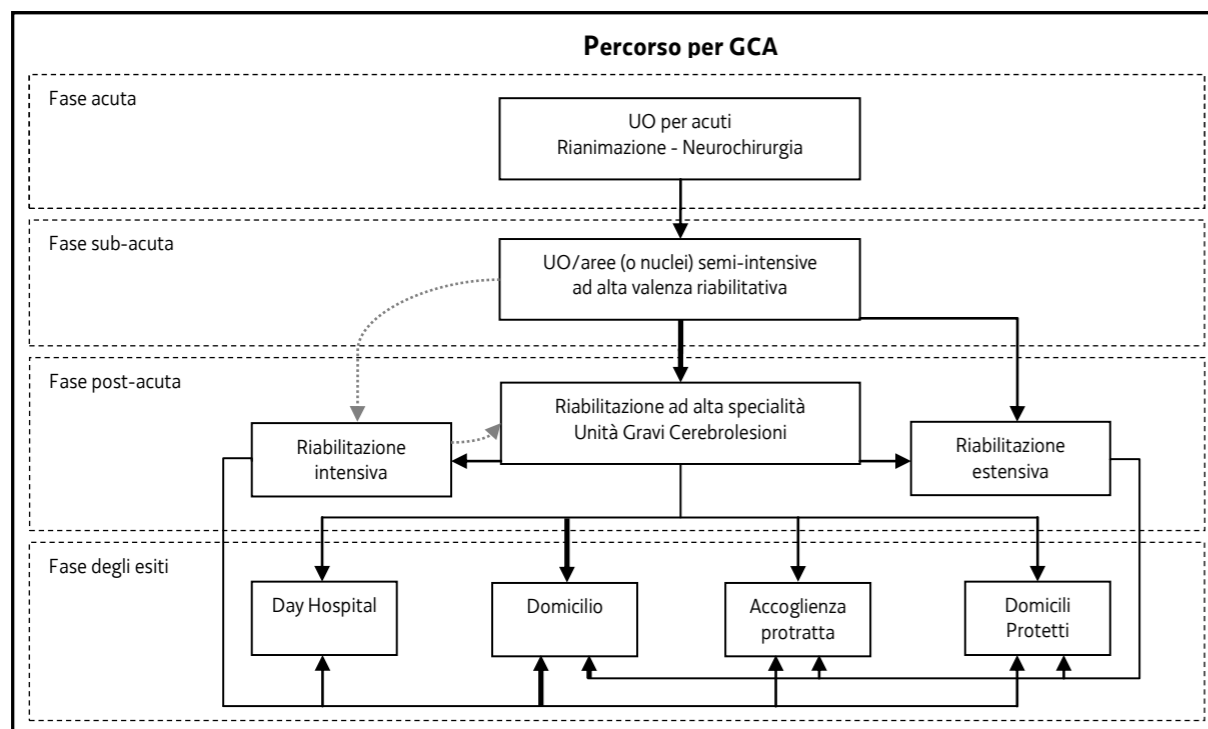 Percorso per GCA
Fase acuta
UO per acuti
Rianimazione - Neurochirurgia
Fase sub-acuta
UO/aree (o nuclei) semi-intensive
ad alta valenza riabilitativa
Fase post-acuta
Riabilitazione ad alta specialità
Unità Gravi Cerebrolesioni
Riabilitazione
intensiva
Riabilitazione
estensiva
Fase degli esiti
Day Hospital
Domicilio
Accoglienza
protratta
Domicili
Protetti